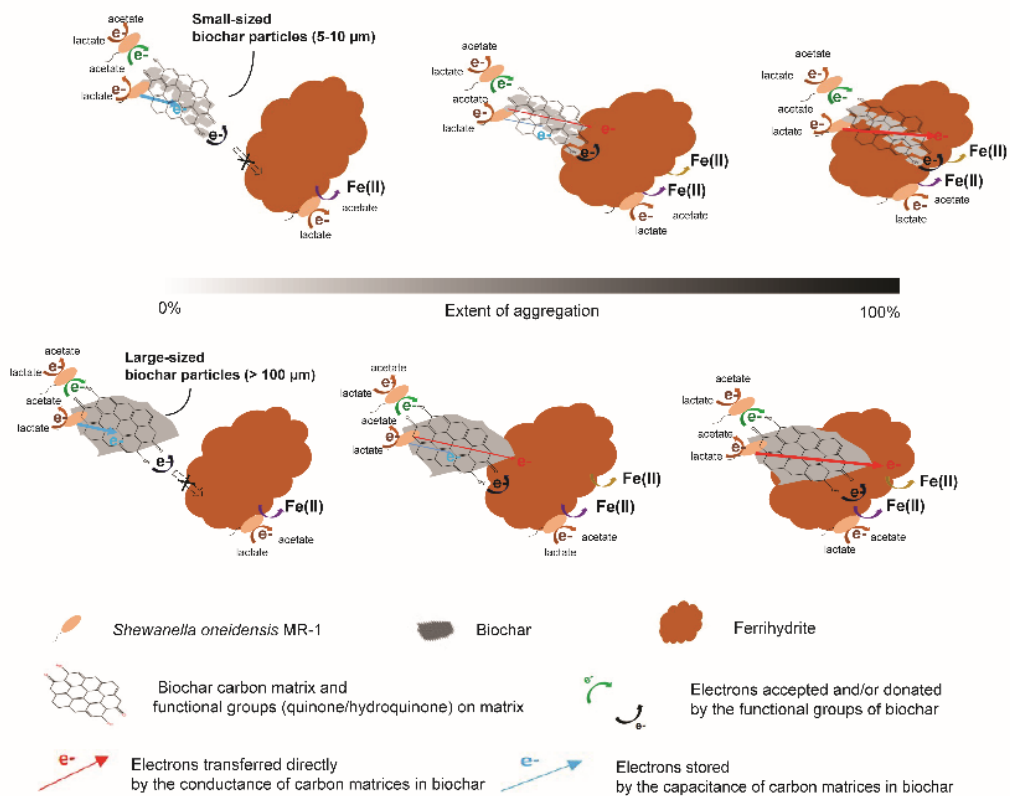 Small-sized
biochar particles (5-10 µm)
acetate
e-
lactate
e-
acetate
e-
lactate
e-
e-
Fe(II)
acetate
e-
lactate
acetate
e-
lactate
e-
acetate
e-
lactate
e-
e-
e-
Fe(II)
Fe(II)
acetate
e-
lactate
acetate
e-
lactate
e-
acetate
e-
lactate
e-
e-
Fe(II)
Fe(II)
acetate
e-
lactate
0%
Extent of aggregation
100%
Large-sized
biochar particles (> 100 µm)
acetate
lactate
e-
e-
acetate
e-
lactate
e-
e-
Fe(II)
e-
acetate
lactate
acetate
e-
lactate
e-
acetate
e-
lactate
e-
e-
e-
Fe(II)
Fe(II)
e-
acetate
lactate
acetate
e-
lactate
e-
acetate
e-
lactate
e-
e-
Fe(II)
Fe(II)
e-
acetate
lactate
Shewanella oneidensis MR-1
Biochar
Ferrihydrite
Biochar carbon matrix and
functional groups (quinone/hydroquinone) on matrix
e-
e-
Electrons accepted and/or donated
by the functional groups of biochar
e-
Electrons transferred directly
by the conductance of carbon matrices in biochar
e-
Electrons stored
by the capacitance of carbon matrices in biochar